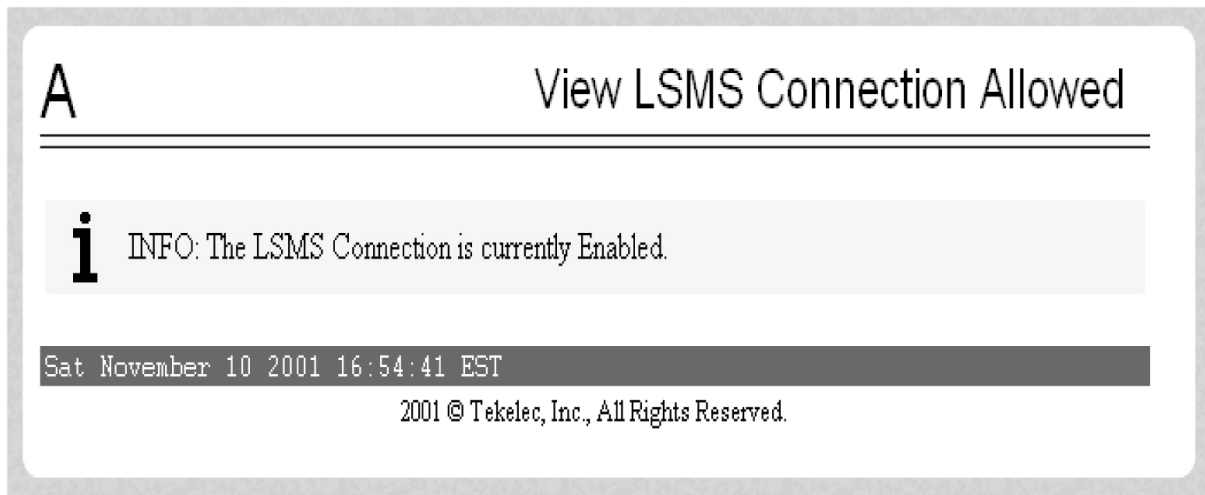 A
View LSMS Connection Allowed
i
INFO: The LSMS Connection is currently Enabled.
Sat November 10 2001 16:54:41 EST
2001 © Tekelec, Inc., All Rights Reserved.